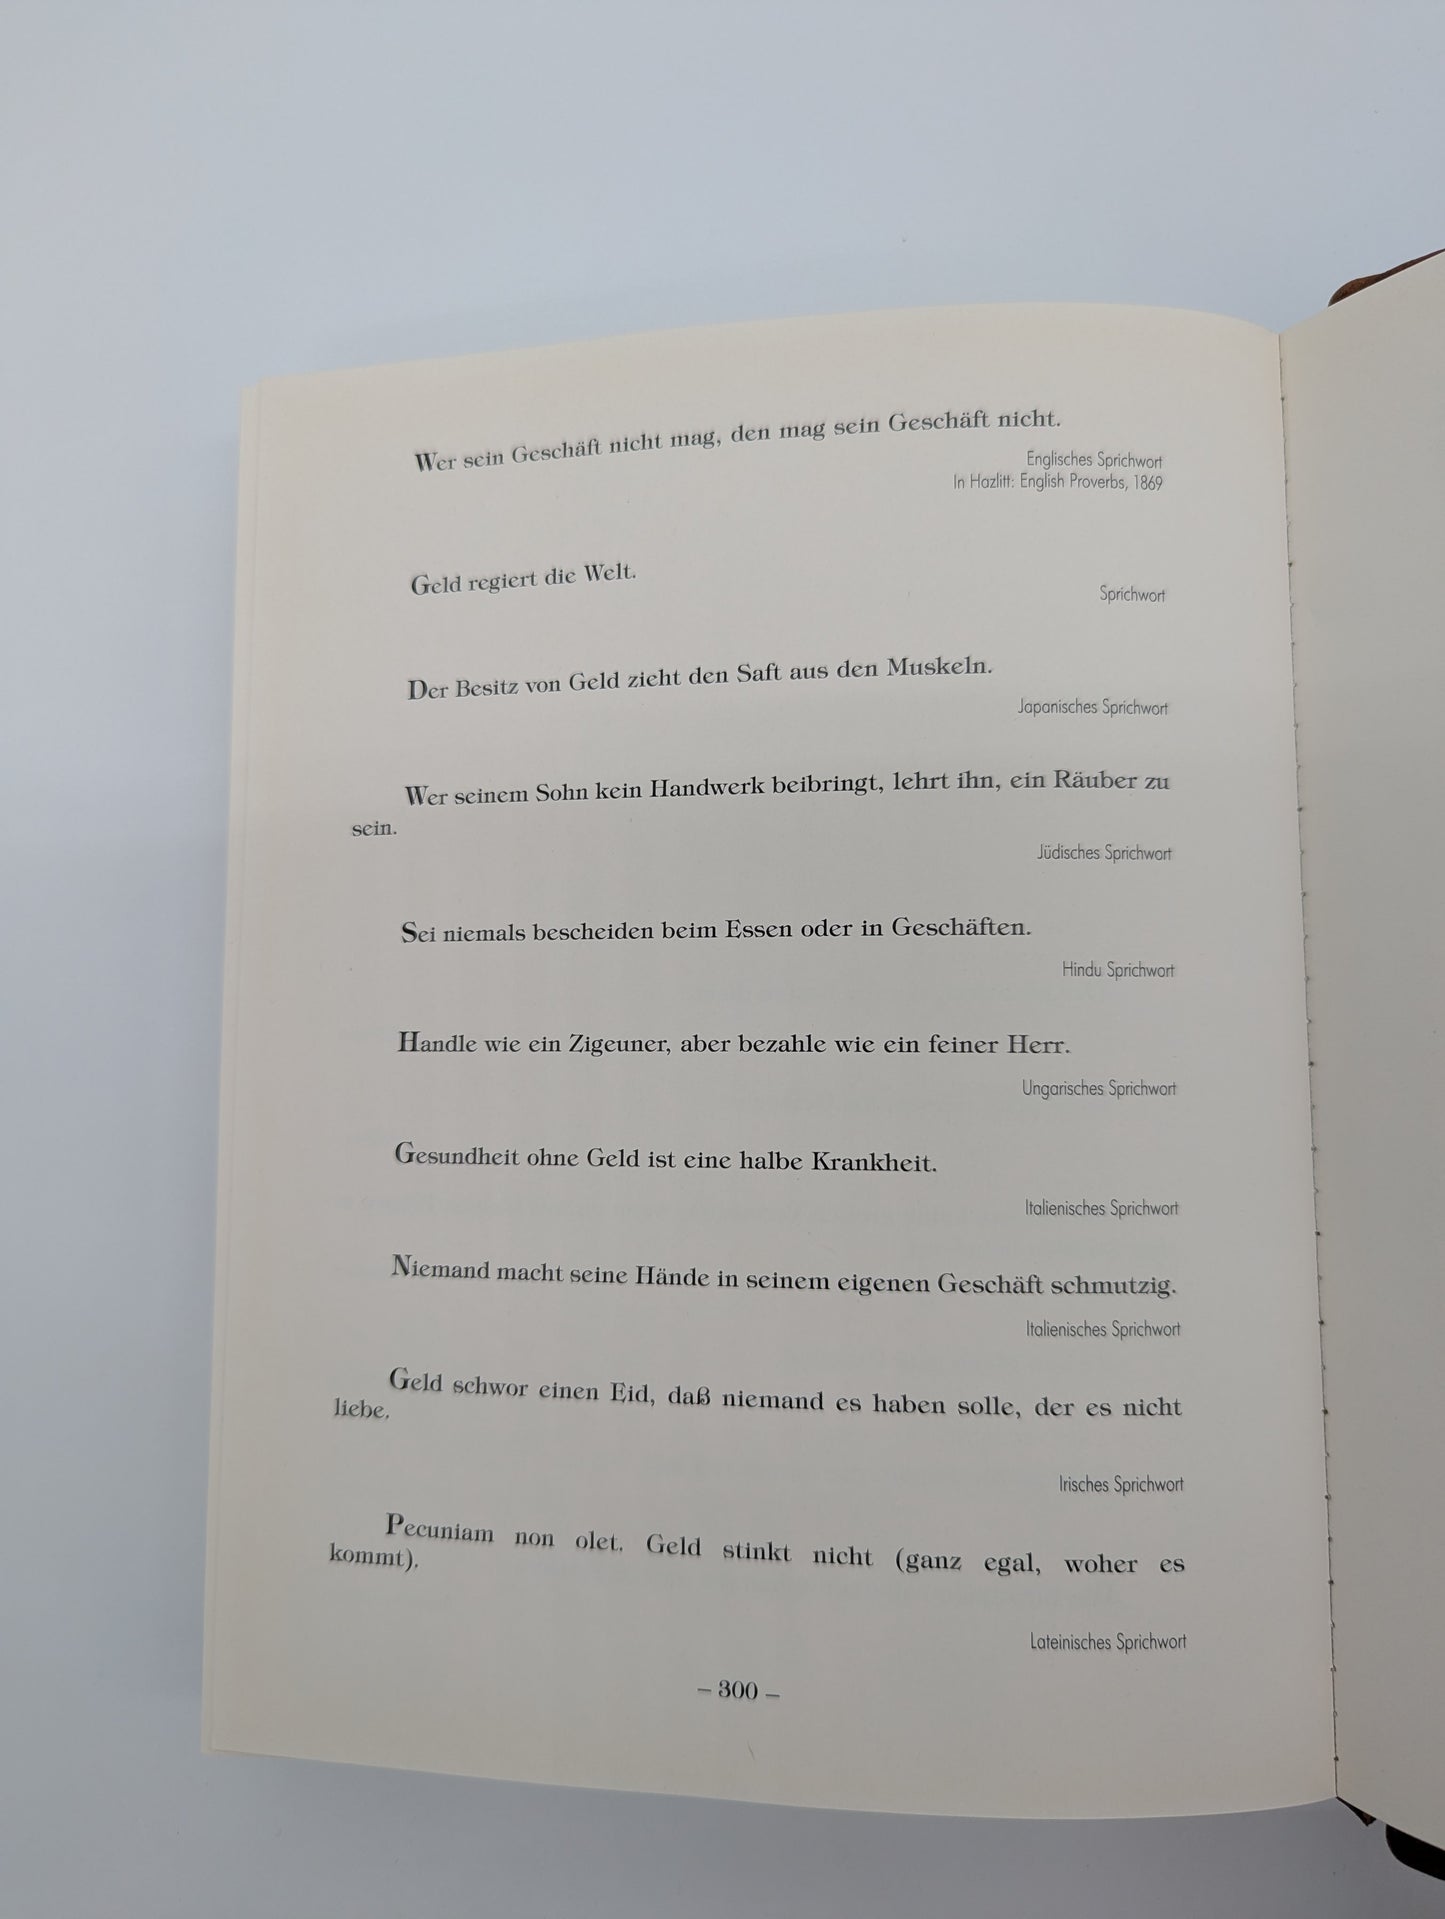 Wer sein Geschäft nicht mag, den mag sein Geschäft nicht.
Englisches Sprichwort
In Hazlitt: English Proverbs, 1869
Geld regiert die Welt.
Sprichwort
Der Besitz von Geld zieht den Saft aus den Muskeln.
Japanisches Sprichwort
Wer seinem Sohn kein Handwerk beibringt, lehrt ihn, ein Räuber zu
sein.
Jüdisches Sprichwort
Sei niemals bescheiden beim Essen oder in Geschäften.
Hindu Sprichwort
Handle wie ein Zigeuner, aber bezahle wie ein feiner Herr.
Ungarisches Sprichwort
Gesundheit ohne Geld ist eine halbe Krankheit.
Italienisches Sprichwort
Niemand macht seine Hände in seinem eigenen Geschäft schmutzig.
Italienisches Sprichwort
Geld schwor einen Eid, daß niemand es haben solle, der es nicht
liebe.
Irisches Sprichwort
Pecuniam non olet. Geld stinkt nicht (ganz egal, woher es
kommt).
Lateinisches Sprichwort
– 300 –